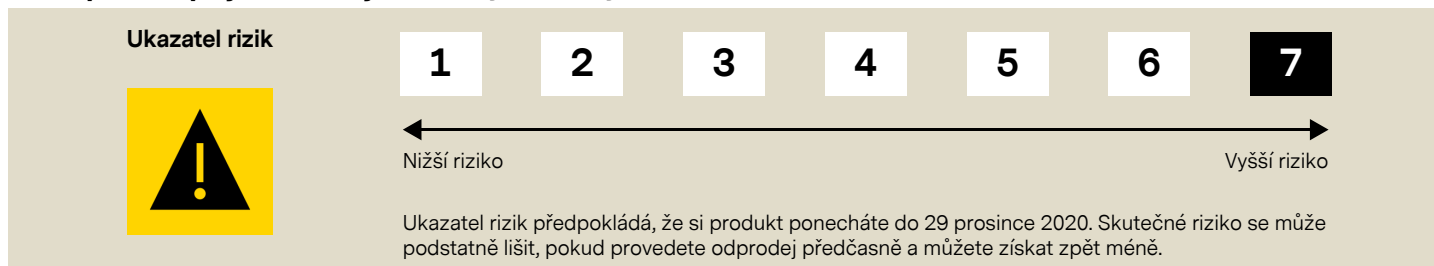 Ukazatel rizik
1 2 3 4 5 6 7
Nižší riziko Vyšší riziko
Ukazatel rizik předpokládá, že si produkt ponecháte do 29 prosince 2020. Skutečné riziko se může
podstatně lišit, pokud provedete odprodej předčasně a můžete získat zpět méně.